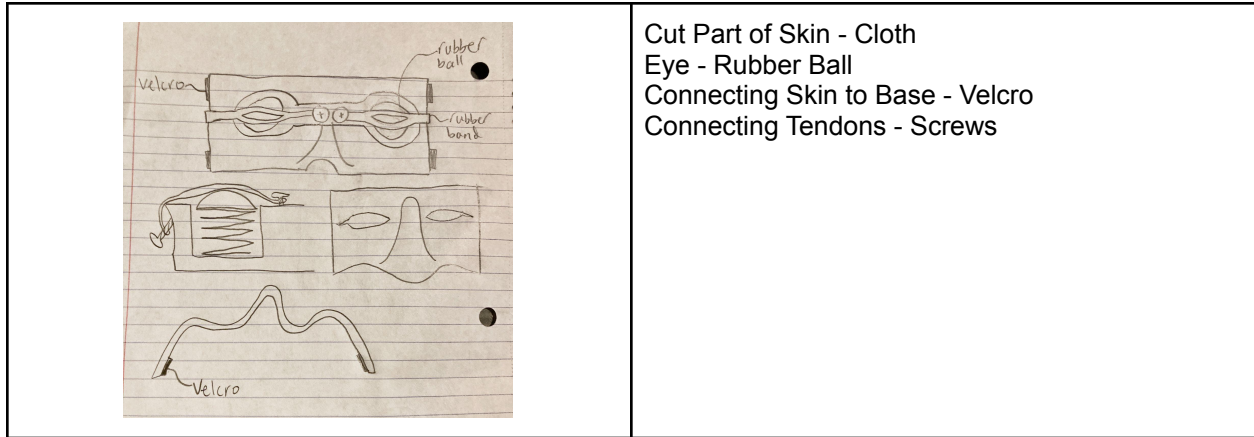 rubber
ball
velcro
rubber
band
Velcro
Cut Part of Skin - Cloth
Eye - Rubber Ball
Connecting Skin to Base - Velcro
Connecting Tendons - Screws